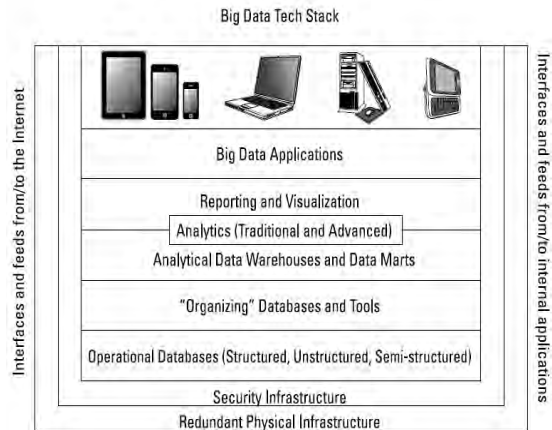 Big Data Tech Stack
Interfaces and feeds from/to the Internet
Interfaces and feeds from/to internal applications
Big Data Applications
Reporting and Visualization
Analytics (Traditional and Advanced)
Analytical Data Warehouses and Data Marts
"Organizing" Databases and Tools
Operational Databases (Structured, Unstructured, Semi-structured)
Security Infrastructure
Redundant Physical Infrastructure